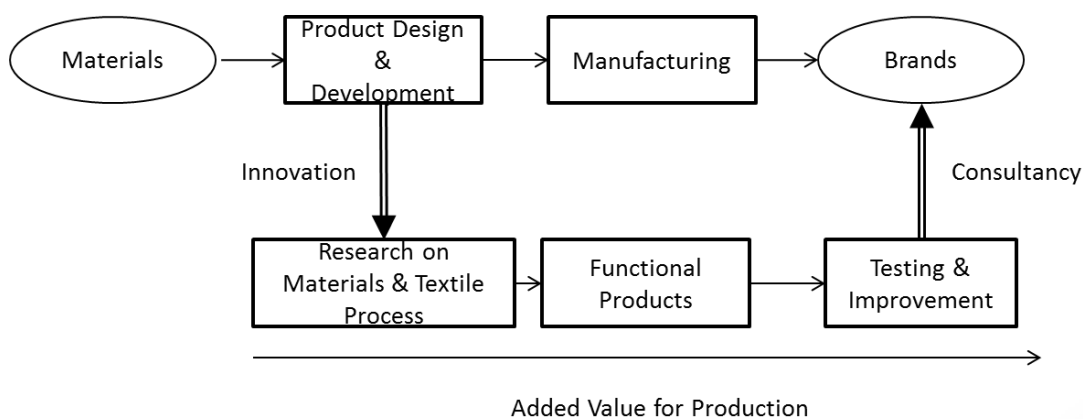 Materials
Product Design
&
Development
Manufacturing
Brands
Innovation
Consultancy
Research on
Materials & Textile
Process
Functional
Products
Testing &
Improvement
Added Value for Production